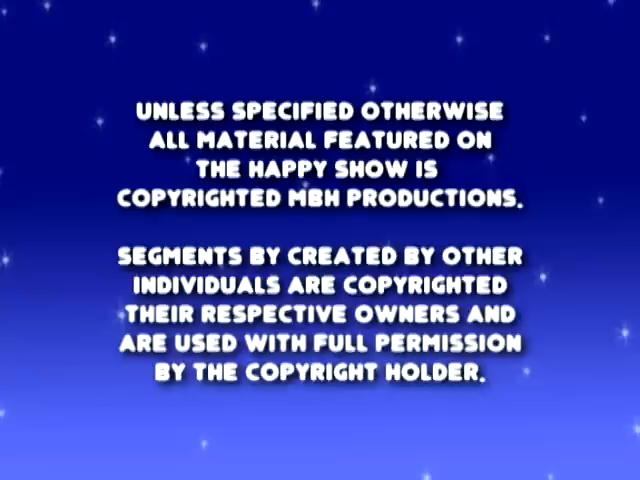 UNLESS SPECIFIED OTHERWISE
ALL MATERIAL FEATURED ON
THE HAPPY SHOW IS
COPYRIGHTED MBH PRODUCTIONS.
SEGMENTS BY CREATED BY OTHER
INDIVIDUALS ARE COPYRIGHTED
THEIR RESPECTIVE OWNERS AND
ARE USED WITH FULL PERMISSION
BY THE COPYRIGHT HOLDER.